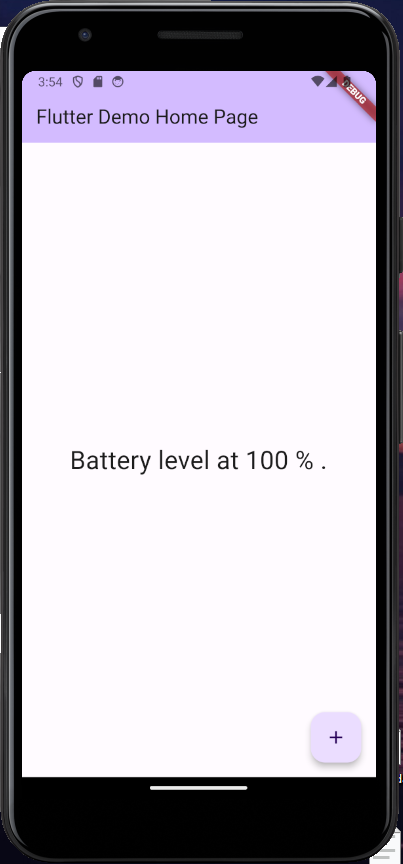 3:54
DEBUG
Flutter Demo Home Page
Battery level at 100 % .
+